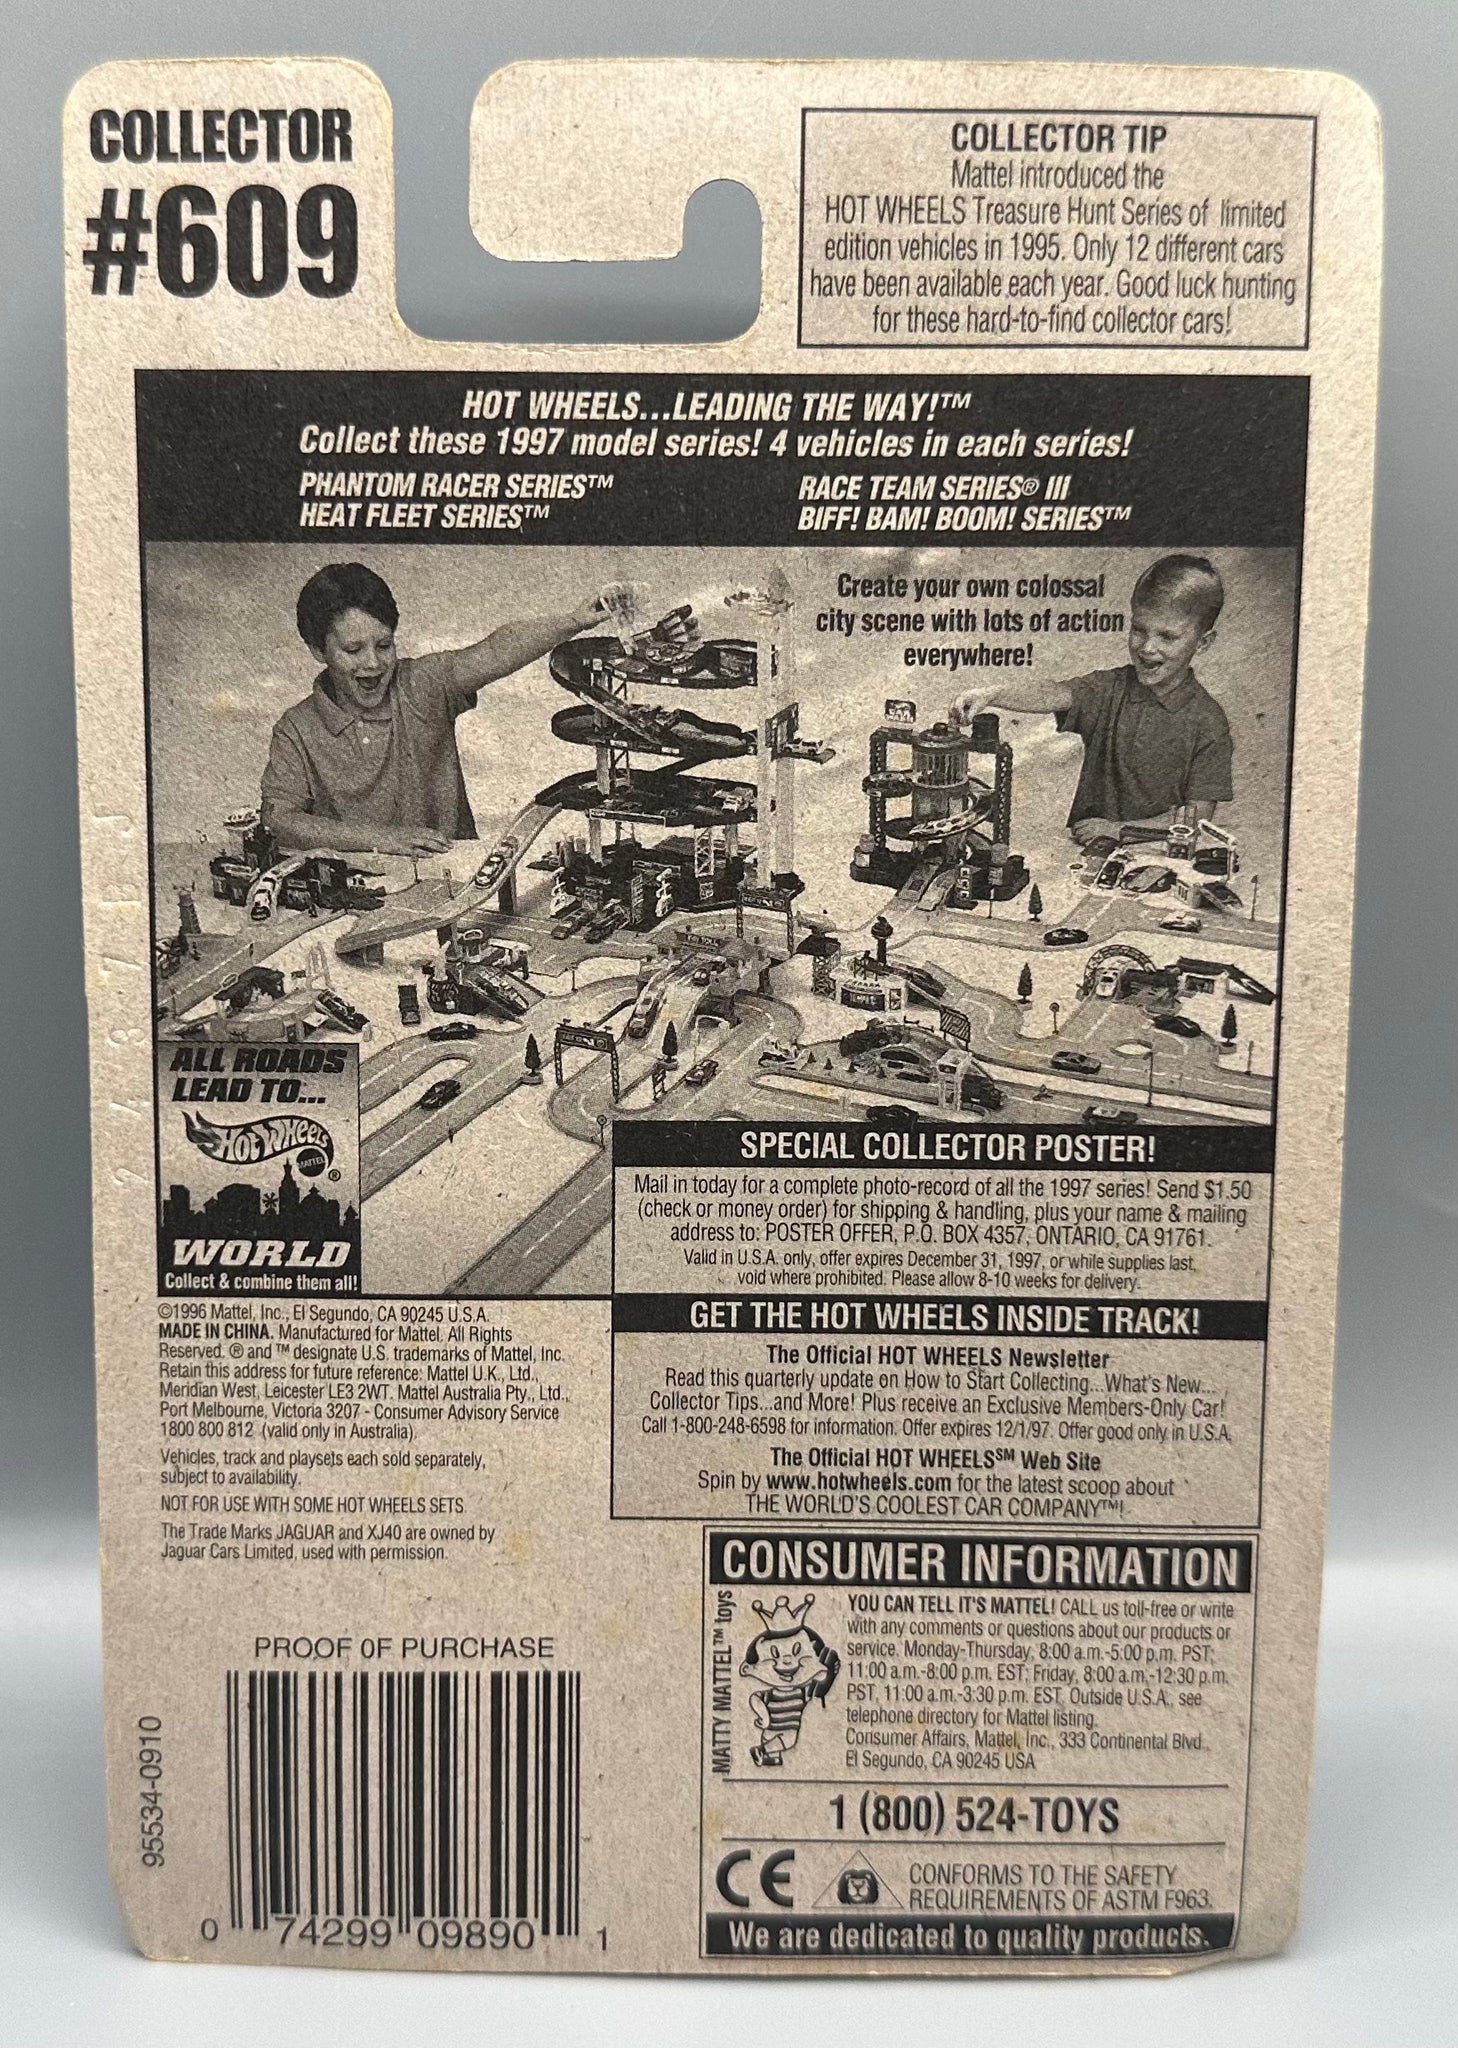 COLLECTOR
#609
COLLECTOR TIP
Mattel introduced the
HOT WHEELS Treasure Hunt Series of limited
edition vehicles in 1995. Only 12 different cars
have been available each year. Good luck hunting
for these hard-to-find collector cars!
HOT WHEELS...LEADING THE WAY!™
Collect these 1997 model series! 4 vehicles in each series!
PHANTOM RACER SERIES™
HEAT FLEET SERIES™
RACE TEAM SERIES® III
BIFF! BAM! BOOM! SERIES™
Create your own colossal
city scene with lots of action
everywhere!
ALL ROADS
LEAD TO...
HOT WHEELS
MATTEL
®
WORLD
Collect & combine them all!
SPECIAL COLLECTOR POSTER!
Mail in today for a complete photo-record of all the 1997 series! Send $1.50
(check or money order) for shipping & handling, plus your name & mailing
address to: POSTER OFFER, P.O. BOX 4357, ONTARIO, CA 91761.
Valid in U.S.A. only, offer expires December 31, 1997, or while supplies last,
void where prohibited. Please allow 8-10 weeks for delivery.
GET THE HOT WHEELS INSIDE TRACK!
The Official HOT WHEELS Newsletter
Read this quarterly update on How to Start Collecting...What's New...
Collector Tips...and More! Plus receive an Exclusive Members-Only Car!
Call 1-800-248-6598 for information. Offer expires 12/1/97. Offer good only in U.S.A.
The Official HOT WHEELS℠ Web Site
Spin by www.hotwheels.com for the latest scoop about
THE WORLD'S COOLEST CAR COMPANY™!
©1996 Mattel, Inc., El Segundo, CA 90245 U.S.A.
MADE IN CHINA. Manufactured for Mattel. All Rights
Reserved. ® and ™ designate U.S. trademarks of Mattel, Inc.
Retain this address for future reference: Mattel U.K., Ltd.,
Meridian West, Leicester LE3 2WT. Mattel Australia Pty., Ltd.,
Port Melbourne, Victoria 3207 - Consumer Advisory Service
1800 800 812 (valid only in Australia).
Vehicles, track and playsets each sold separately,
subject to availability.
NOT FOR USE WITH SOME HOT WHEELS SETS.
The Trade Marks JAGUAR and XJ40 are owned by
Jaguar Cars Limited, used with permission.
PROOF OF PURCHASE
95534-0910
0 74299 09890 1
CONSUMER INFORMATION
MATTY MATTEL™ toys
YOU CAN TELL IT'S MATTEL! CALL us toll-free or write
with any comments or questions about our products or
service. Monday-Thursday, 8:00 a.m.-5:00 p.m. PST;
11:00 a.m.-8:00 p.m. EST; Friday, 8:00 a.m.-12:30 p.m.
PST, 11:00 a.m.-3:30 p.m. EST. Outside U.S.A., see
telephone directory for Mattel listing.
Consumer Affairs, Mattel, Inc., 333 Continental Blvd.,
El Segundo, CA 90245 USA
1 (800) 524-TOYS
CE
CONFORMS TO THE SAFETY
REQUIREMENTS OF ASTM F963.
We are dedicated to quality products.